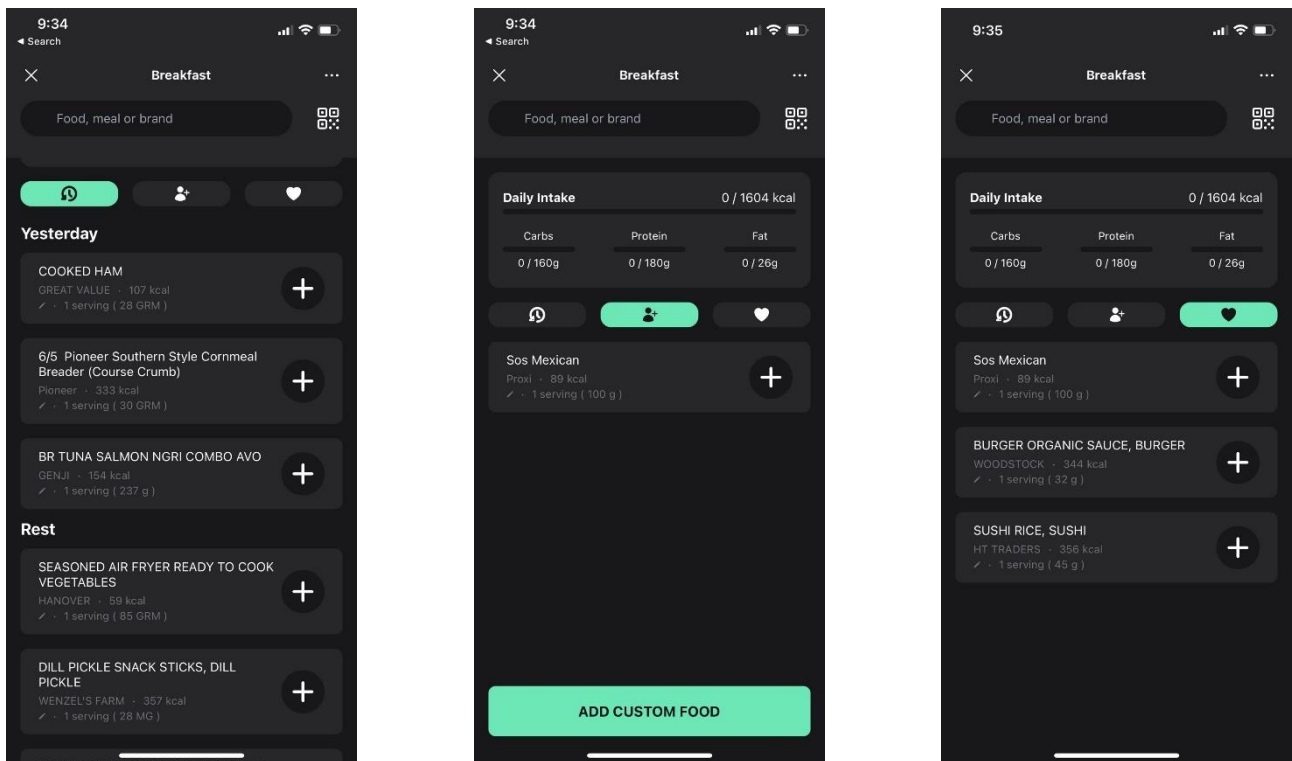 9:34
◄ Search
Breakfast
...
Food, meal or brand
Yesterday
COOKED HAM
GREAT VALUE · 107 kcal
· 1 serving ( 28 GRM )
6/5 Pioneer Southern Style Cornmeal
Breader (Course Crumb)
Pioneer · 333 kcal
· 1 serving ( 30 GRM )
BR TUNA SALMON NGRI COMBO AVO
GENJI · 154 kcal
· 1 serving ( 237 g )
Rest
SEASONED AIR FRYER READY TO COOK
VEGETABLES
HANOVER · 59 kcal
· 1 serving ( 85 GRM )
DILL PICKLE SNACK STICKS, DILL
PICKLE
WENZEL'S FARM · 357 kcal
· 1 serving ( 28 MG )
9:34
◄ Search
Breakfast
...
Food, meal or brand
Daily Intake 0 / 1604 kcal
Carbs Protein Fat
0 / 160g 0 / 180g 0 / 26g
Sos Mexican
Proxi · 89 kcal
· 1 serving ( 100 g )
ADD CUSTOM FOOD
9:35
Breakfast
...
Food, meal or brand
Daily Intake 0 / 1604 kcal
Carbs Protein Fat
0 / 160g 0 / 180g 0 / 26g
Sos Mexican
Proxi · 89 kcal
· 1 serving ( 100 g )
BURGER ORGANIC SAUCE, BURGER
WOODSTOCK · 344 kcal
· 1 serving ( 32 g )
SUSHI RICE, SUSHI
HT TRADERS · 356 kcal
· 1 serving ( 45 g )